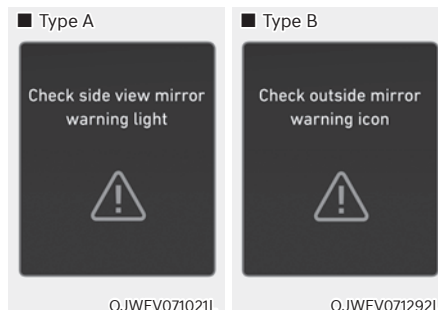 ■ Type A
Check side view mirror
warning light
OJWEV071021L
■ Type B
Check outside mirror
warning icon
OJWEV071292L